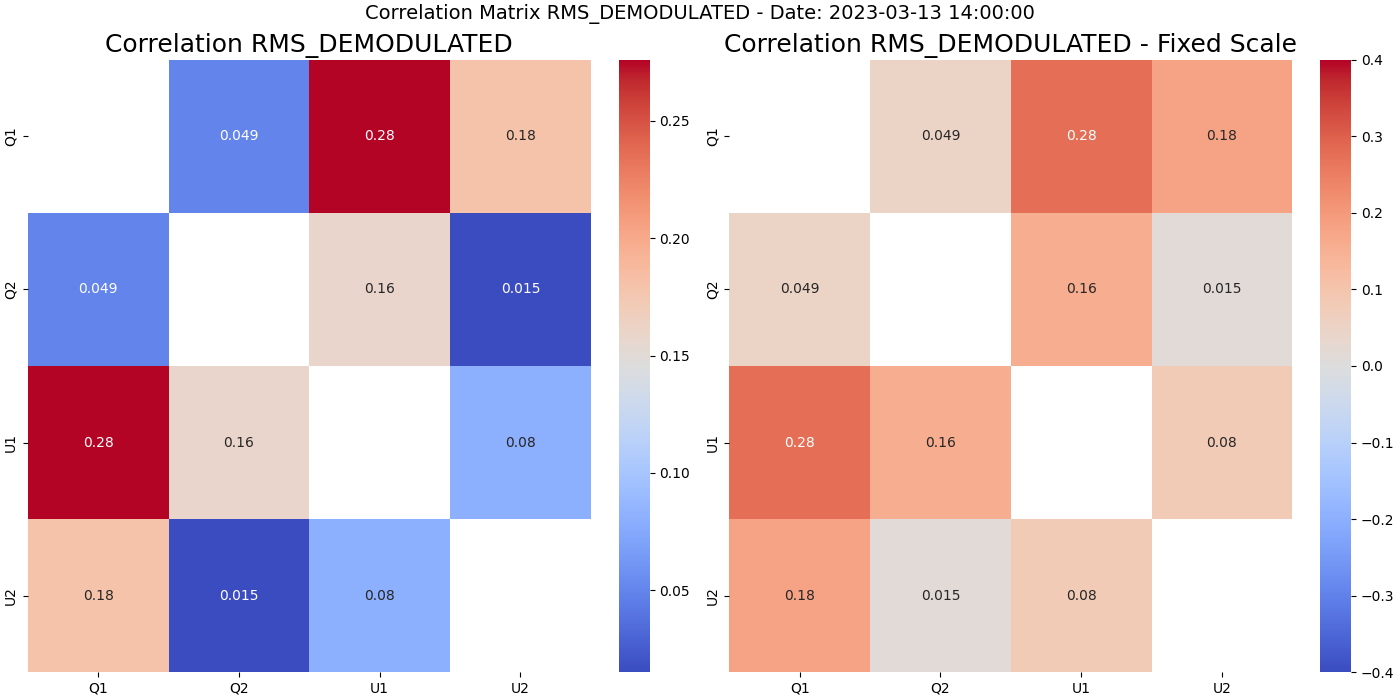 Correlation Matrix RMS_DEMODULATED - Date: 2023-03-13 14:00:00
Correlation RMS_DEMODULATED
Q1
0.049
0.28
0.18
Q2
0.049
0.16
0.015
U1
0.28
0.16
0.08
U2
0.18
0.015
0.08
Q1
Q2
U1
U2
0.25
0.20
0.15
0.10
0.05
Correlation RMS_DEMODULATED - Fixed Scale
Q1
0.049
0.28
0.18
Q2
0.049
0.16
0.015
U1
0.28
0.16
0.08
U2
0.18
0.015
0.08
Q1
Q2
U1
U2
0.4
0.3
0.2
0.1
0.0
−0.1
−0.2
−0.3
−0.4